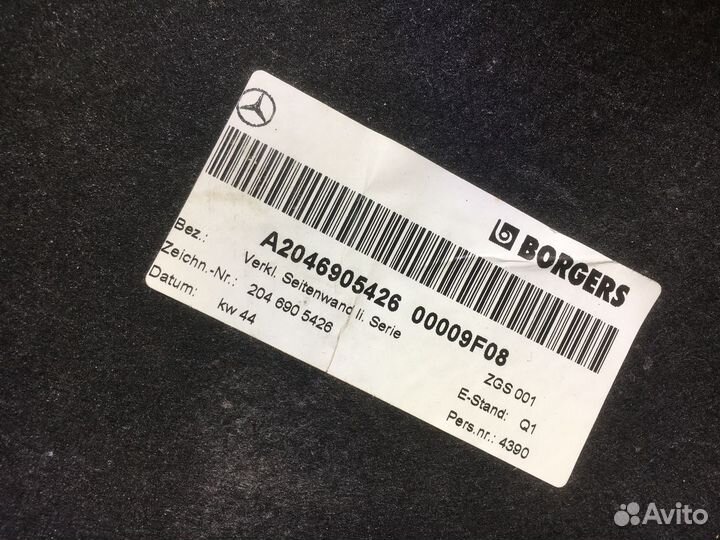 BORGERS
A2046905426 00009F08
Bez.: Verkl. Seitenwand li. Serie
Zeichn.-Nr.: 204 690 5426
Datum: kw 44
ZGS 001
E-Stand: Q1
Pers.nr.: 4390
Avito